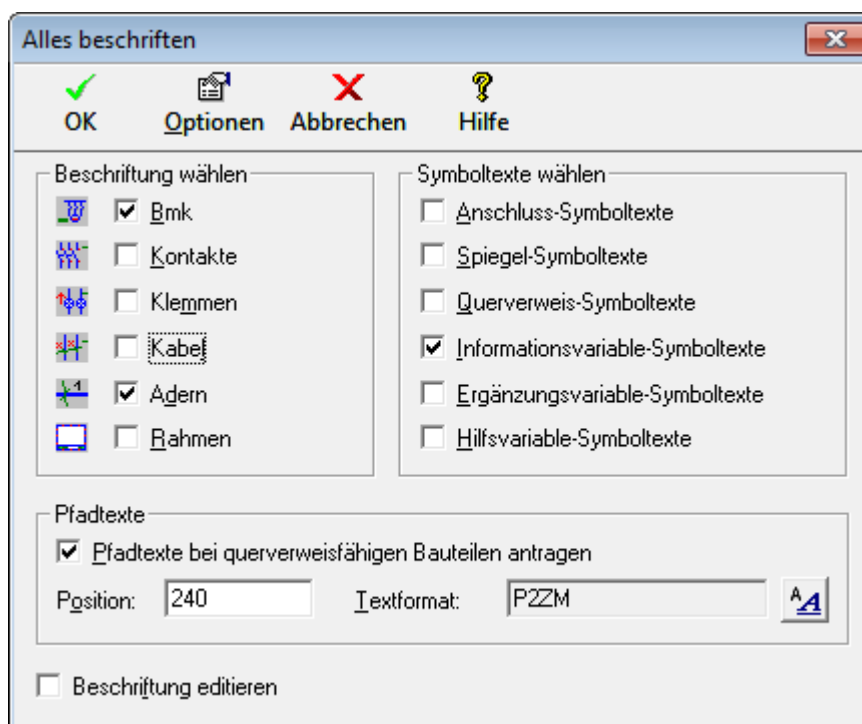 Alles beschriften
OK Optionen Abbrechen Hilfe
Beschriftung wählen
Bmk
Kontakte
Klemmen
Kabel
Adern
Rahmen
Symboltexte wählen
Anschluss-Symboltexte
Spiegel-Symboltexte
Querverweis-Symboltexte
Informationsvariable-Symboltexte
Ergänzungsvariable-Symboltexte
Hilfsvariable-Symboltexte
Pfadtexte
Pfadtexte bei querverweisfähigen Bauteilen antragen
Position: 240 Textformat: P2ZM
Beschriftung editieren